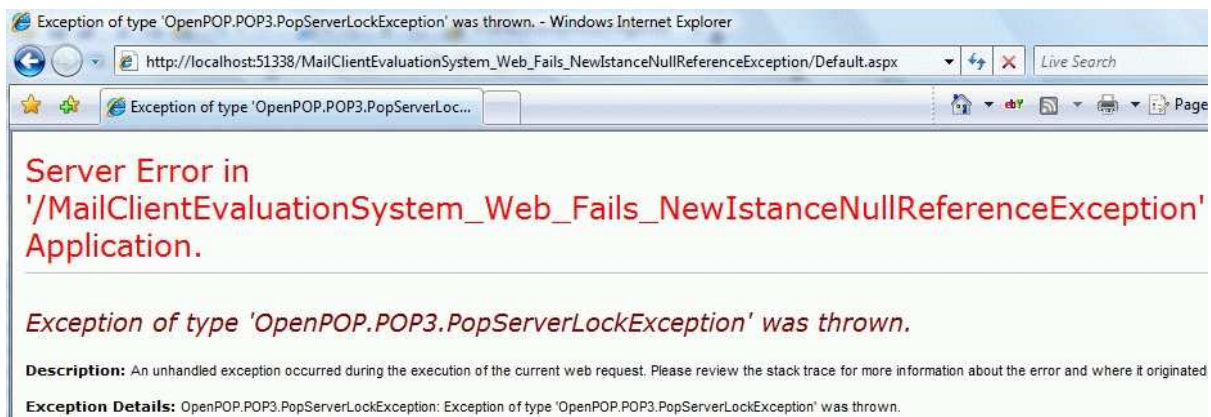 Exception of type 'OpenPOP.POP3.PopServerLockException' was thrown. - Windows Internet Explorer
http://localhost:51338/MailClientEvaluationSystem_Web_Fails_NewIstanceNullReferenceException/Default.aspx
Live Search
Exception of type 'OpenPOP.POP3.PopServerLoc...
ebY
Page
Server Error in
'/MailClientEvaluationSystem_Web_Fails_NewIstanceNullReferenceException'
Application.
Exception of type 'OpenPOP.POP3.PopServerLockException' was thrown.
Description: An unhandled exception occurred during the execution of the current web request. Please review the stack trace for more information about the error and where it originated
Exception Details: OpenPOP.POP3.PopServerLockException: Exception of type 'OpenPOP.POP3.PopServerLockException' was thrown.